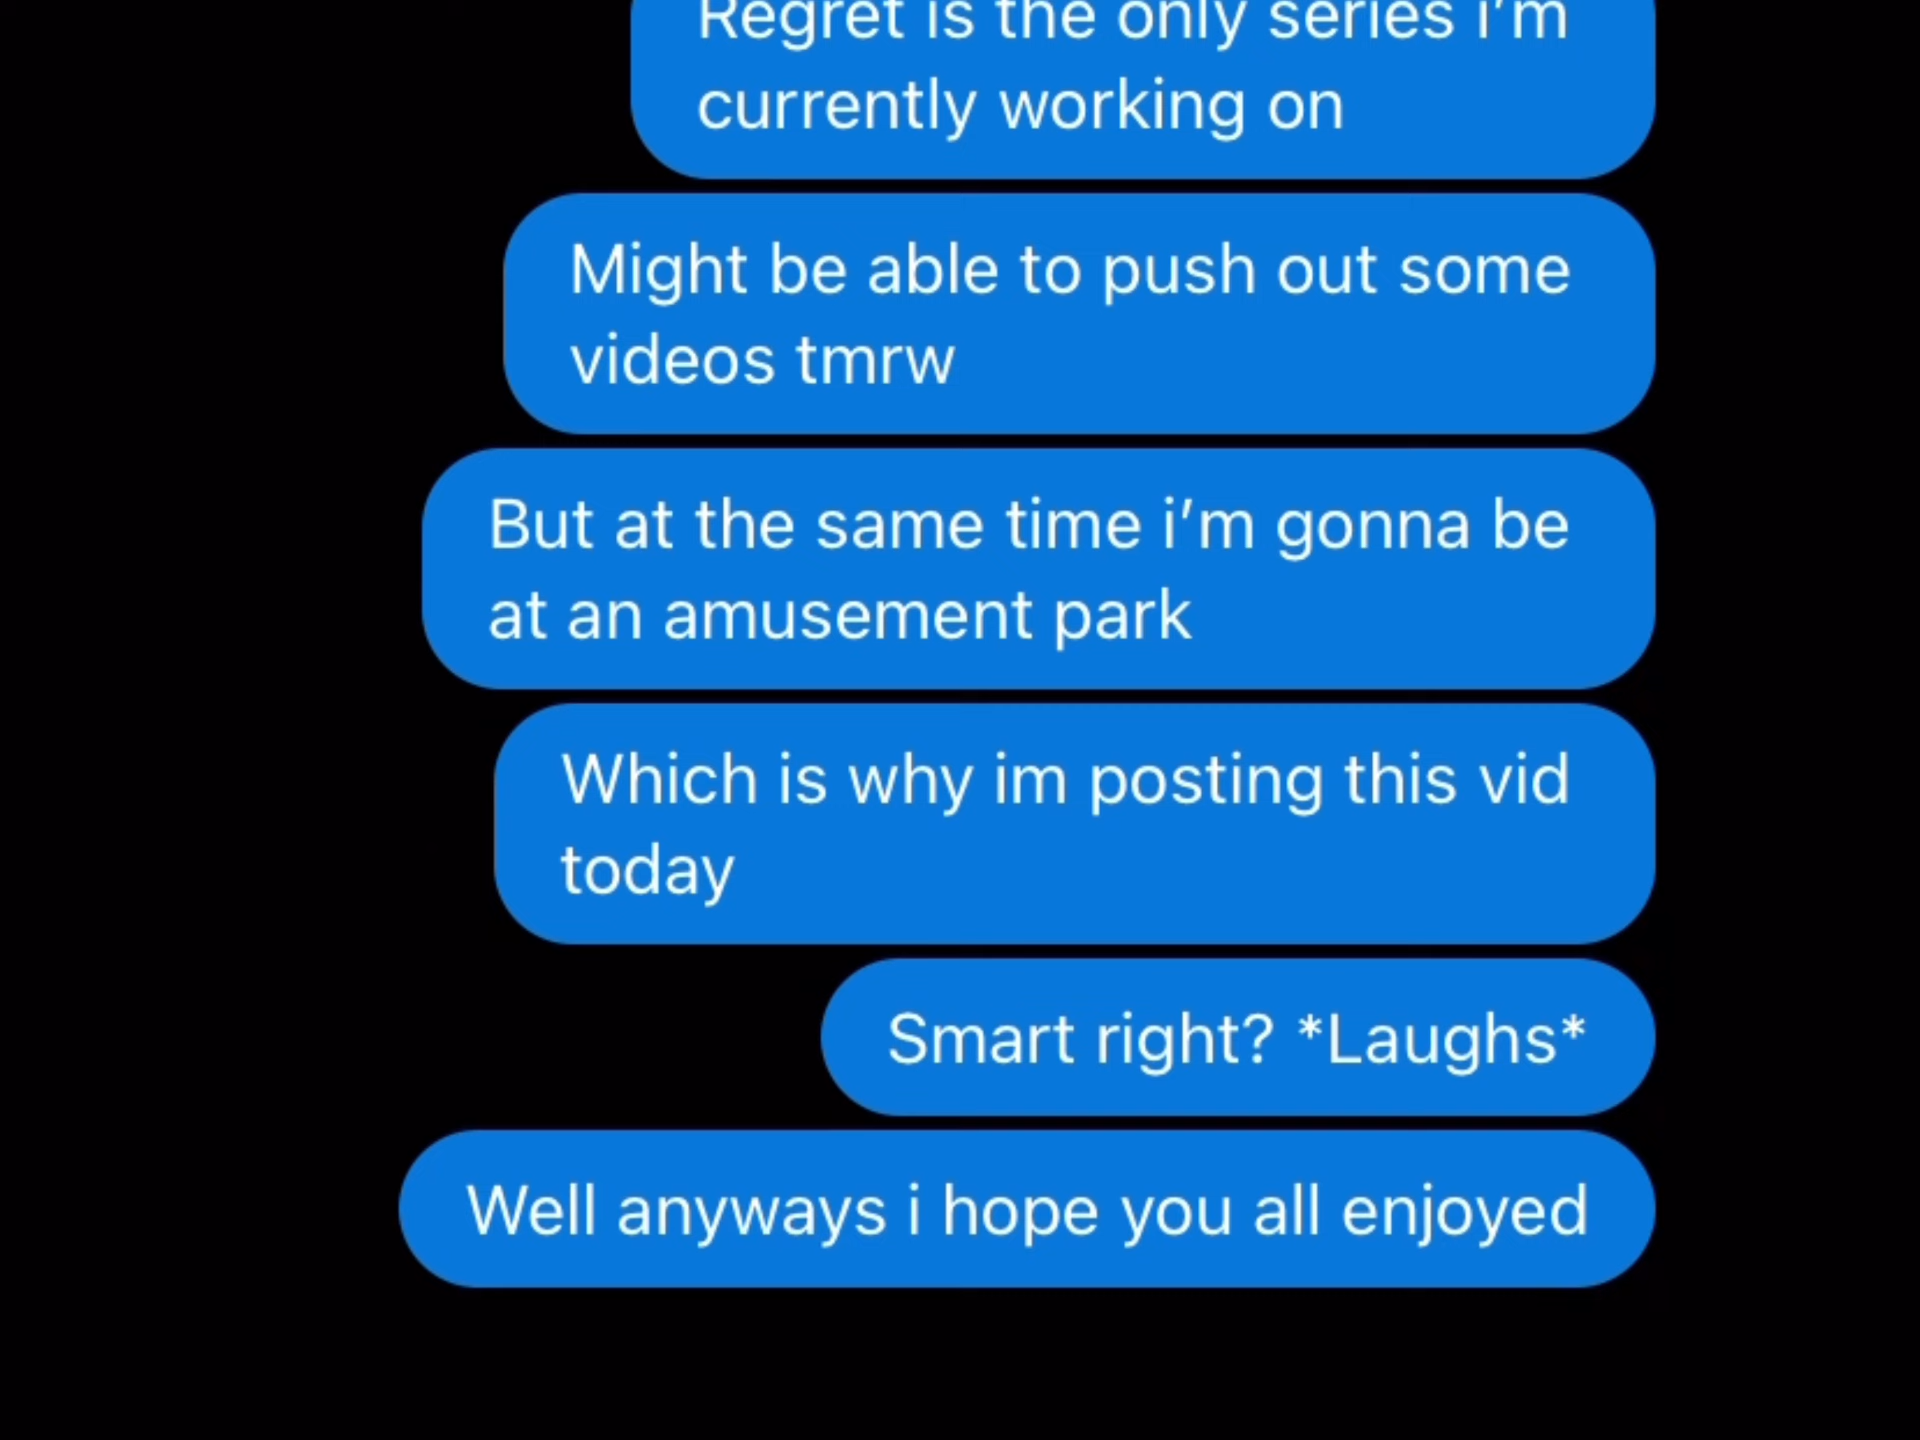 Regret is the only series i’m
currently working on
Might be able to push out some
videos tmrw
But at the same time i’m gonna be
at an amusement park
Which is why im posting this vid
today
Smart right? *Laughs*
Well anyways i hope you all enjoyed